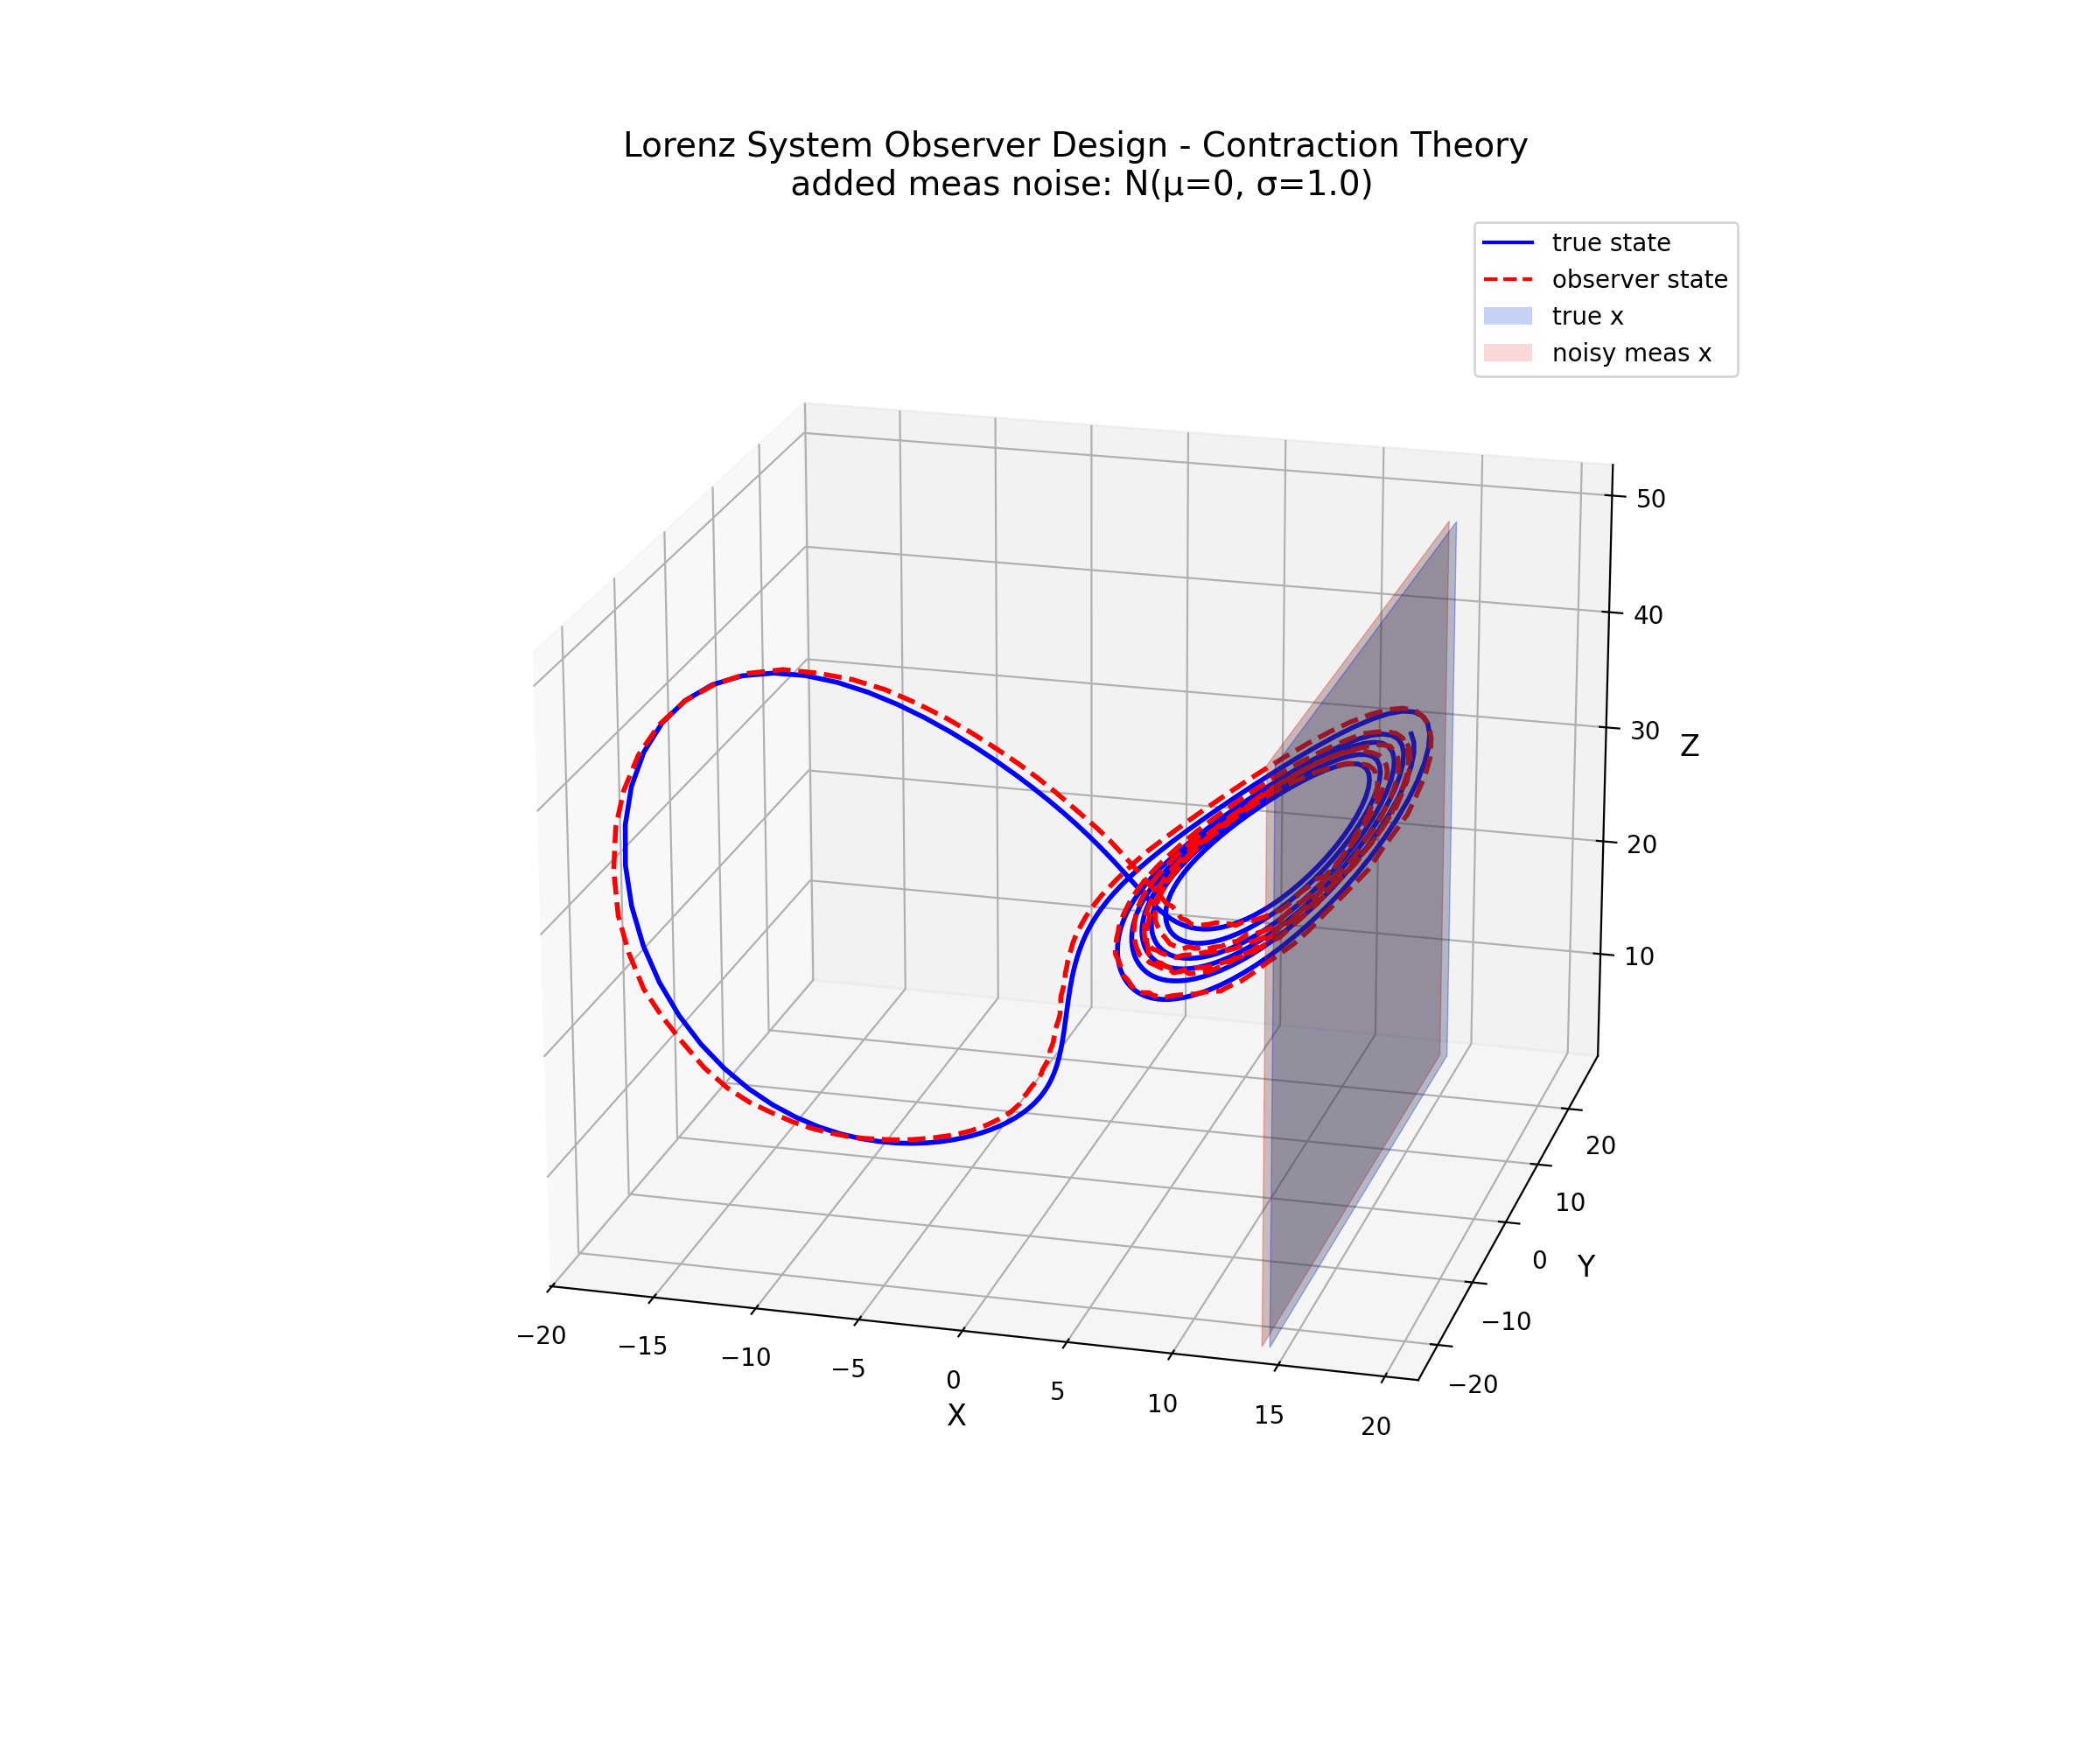 Lorenz System Observer Design - Contraction Theory
added meas noise: N(μ=0, σ=1.0)
true state
observer state
true x
noisy meas x
50
40
30
Z
20
10
20
10
0
Y
−10
−20
−20
−15
−10
−5
0
5
10
15
20
X